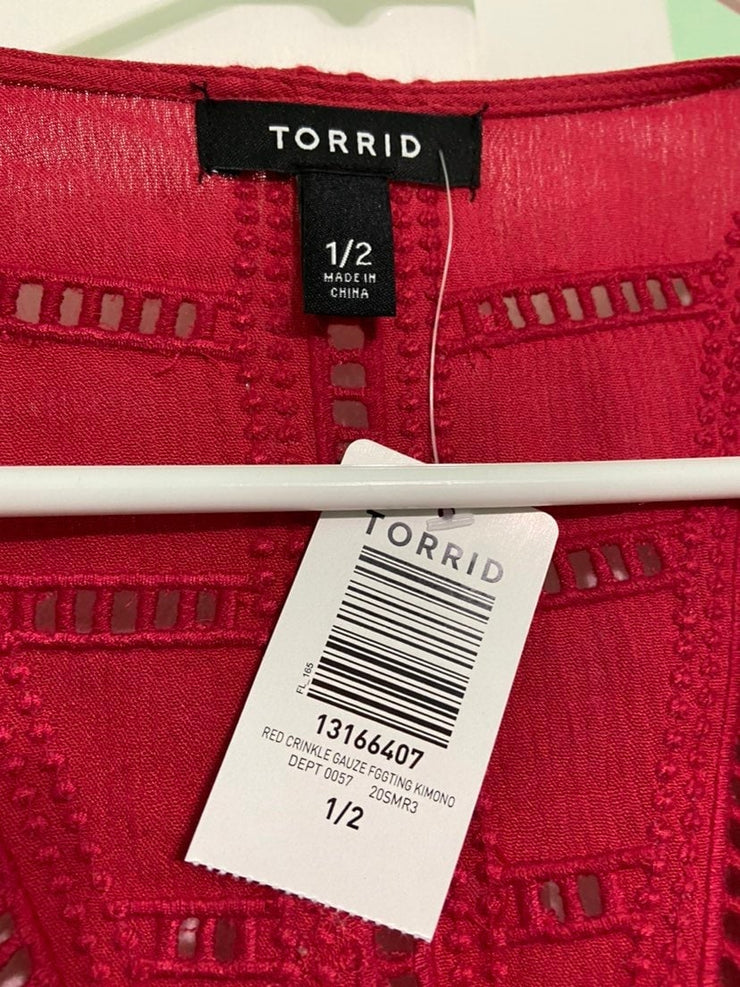 TORRID
1/2
MADE IN
CHINA
TORRID
FL_165
13166407
RED CRINKLE GAUZE FGGTING KIMONO
DEPT 0057 20SMR3
1/2